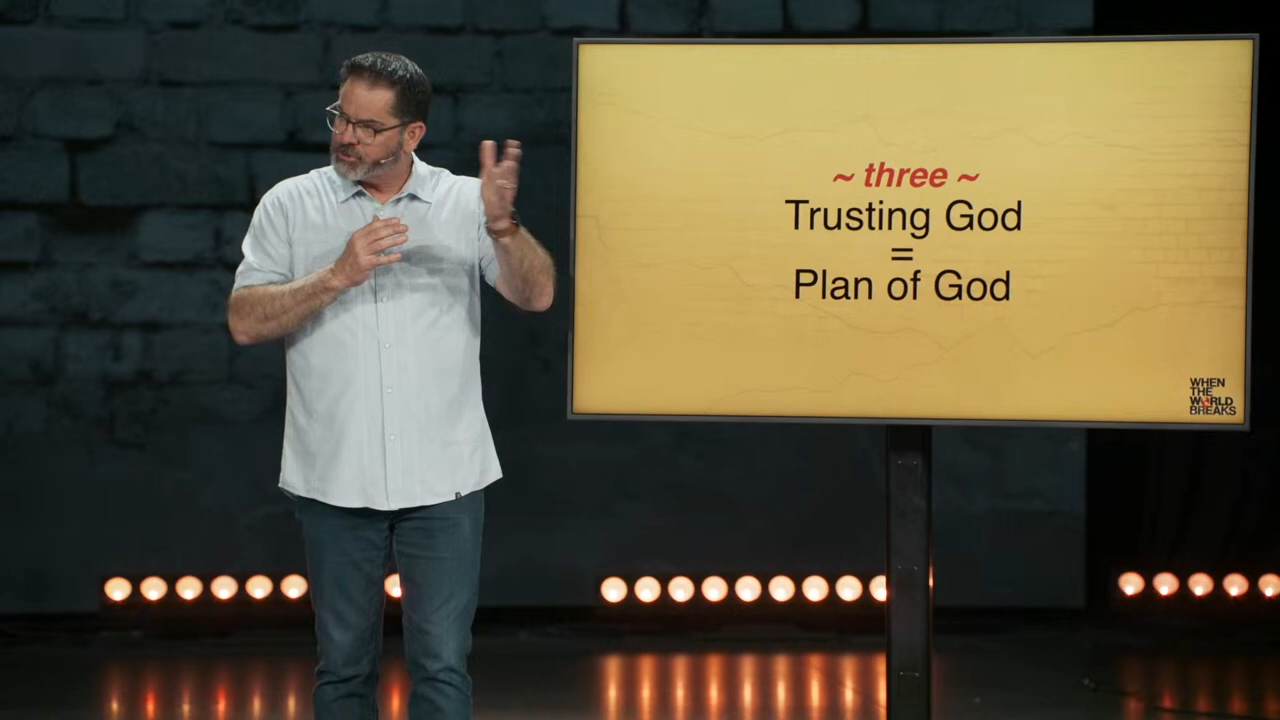 ~ three ~
Trusting God
=
Plan of God
WHEN
THE
WORLD
BREAKS